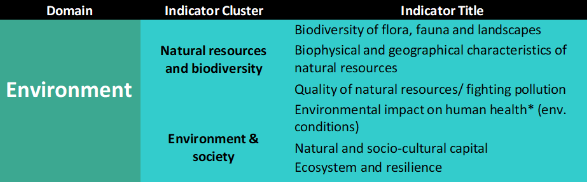 Domain Indicator Cluster Indicator Title
Environment
Natural resources
and biodiversity
Biodiversity of flora, fauna and landscapes
Biophysical and geographical characteristics of
natural resources
Quality of natural resources/ fighting pollution
Environment &
society
Environmental impact on human health* (env.
conditions)
Natural and socio-cultural capital
Ecosystem and resilience